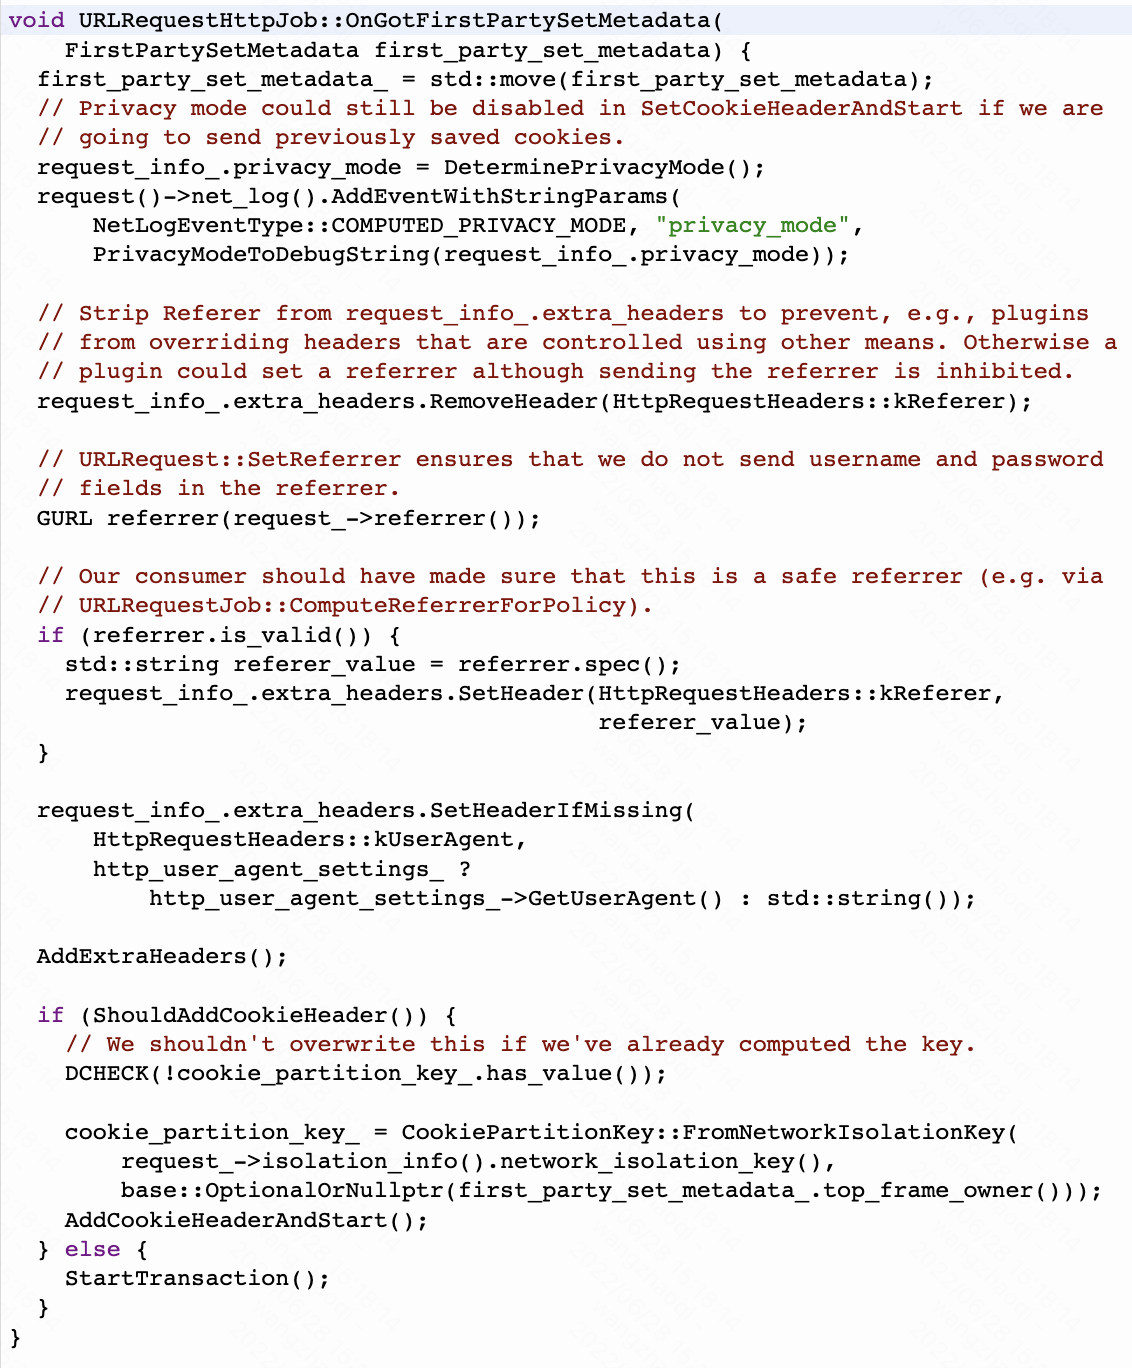 void URLRequestHttpJob::OnGotFirstPartySetMetadata(
    FirstPartySetMetadata first_party_set_metadata) {
  first_party_set_metadata_ = std::move(first_party_set_metadata);
  // Privacy mode could still be disabled in SetCookieHeaderAndStart if we are
  // going to send previously saved cookies.
  request_info_.privacy_mode = DeterminePrivacyMode();
  request()->net_log().AddEventWithStringParams(
      NetLogEventType::COMPUTED_PRIVACY_MODE, "privacy_mode",
      PrivacyModeToDebugString(request_info_.privacy_mode));

  // Strip Referer from request_info_.extra_headers to prevent, e.g., plugins
  // from overriding headers that are controlled using other means. Otherwise a
  // plugin could set a referrer although sending the referrer is inhibited.
  request_info_.extra_headers.RemoveHeader(HttpRequestHeaders::kReferer);

  // URLRequest::SetReferrer ensures that we do not send username and password
  // fields in the referrer.
  GURL referrer(request_->referrer());

  // Our consumer should have made sure that this is a safe referrer (e.g. via
  // URLRequestJob::ComputeReferrerForPolicy).
  if (referrer.is_valid()) {
    std::string referer_value = referrer.spec();
    request_info_.extra_headers.SetHeader(HttpRequestHeaders::kReferer,
                                          referer_value);
  }

  request_info_.extra_headers.SetHeaderIfMissing(
      HttpRequestHeaders::kUserAgent,
      http_user_agent_settings_ ?
          http_user_agent_settings_->GetUserAgent() : std::string());

  AddExtraHeaders();

  if (ShouldAddCookieHeader()) {
    // We shouldn't overwrite this if we've already computed the key.
    DCHECK(!cookie_partition_key_.has_value());

    cookie_partition_key_ = CookiePartitionKey::FromNetworkIsolationKey(
        request_->isolation_info().network_isolation_key(),
        base::OptionalOrNullptr(first_party_set_metadata_.top_frame_owner()));
    AddCookieHeaderAndStart();
  } else {
    StartTransaction();
  }
}